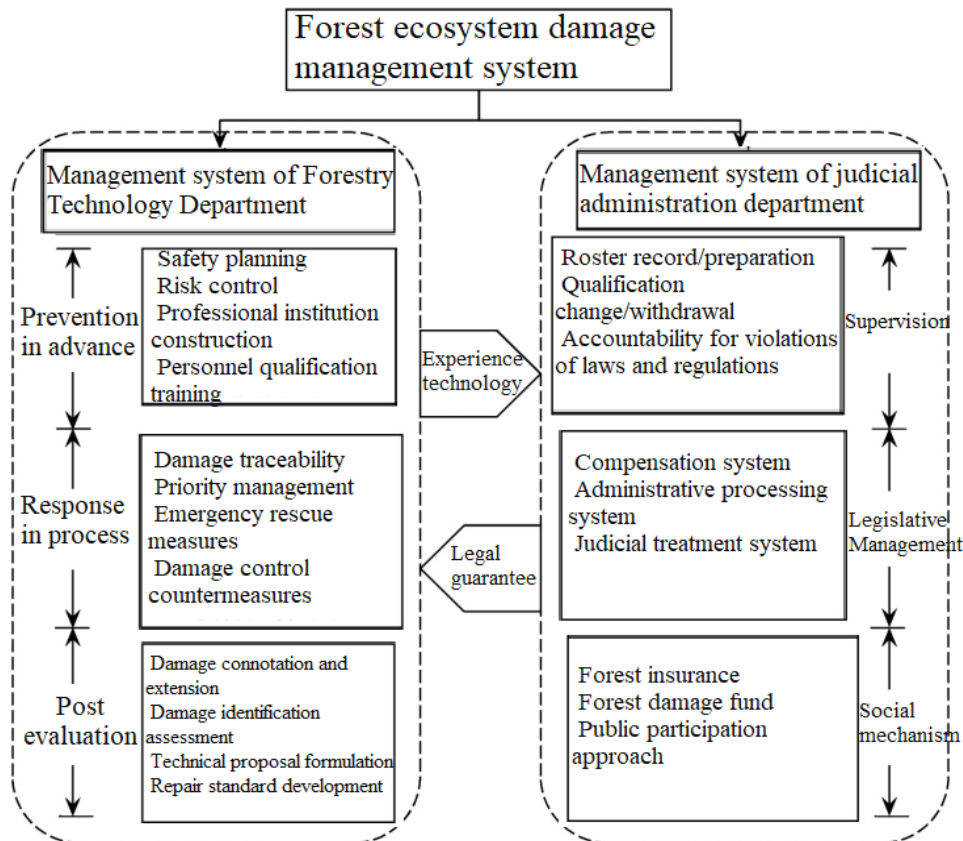 Forest ecosystem damage
management system
Management system of Forestry
Technology Department
Management system of judicial
administration department
Prevention
in advance
Safety planning
Risk control
Professional institution
construction
Personnel qualification
training
Experience
technology
Roster record/preparation
Qualification
change/withdrawal
Accountability for violations
of laws and regulations
Supervision
Response
in process
Damage traceability
Priority management
Emergency rescue
measures
Damage control
countermeasures
Legal
guarantee
Compensation system
Administrative processing
system
Judicial treatment system
Legislative
Management
Post
evaluation
Damage connotation and
extension
Damage identification
assessment
Technical proposal formulation
Repair standard development
Forest insurance
Forest damage fund
Public participation
approach
Social
mechanism